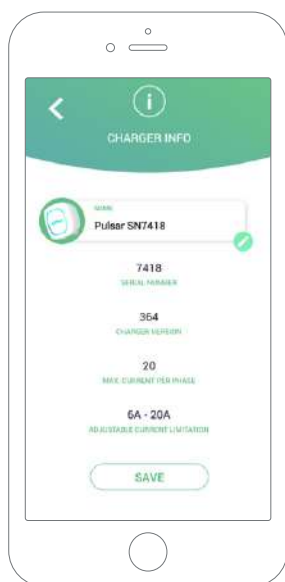 i
CHARGER INFO
NAME
Pulsar SN7418
7418
SERIAL NUMBER
364
CHARGER VERSION
20
MAX. CURRENT PER PHASE
6A - 20A
ADJUSTABLE CURRENT LIMITATION
SAVE